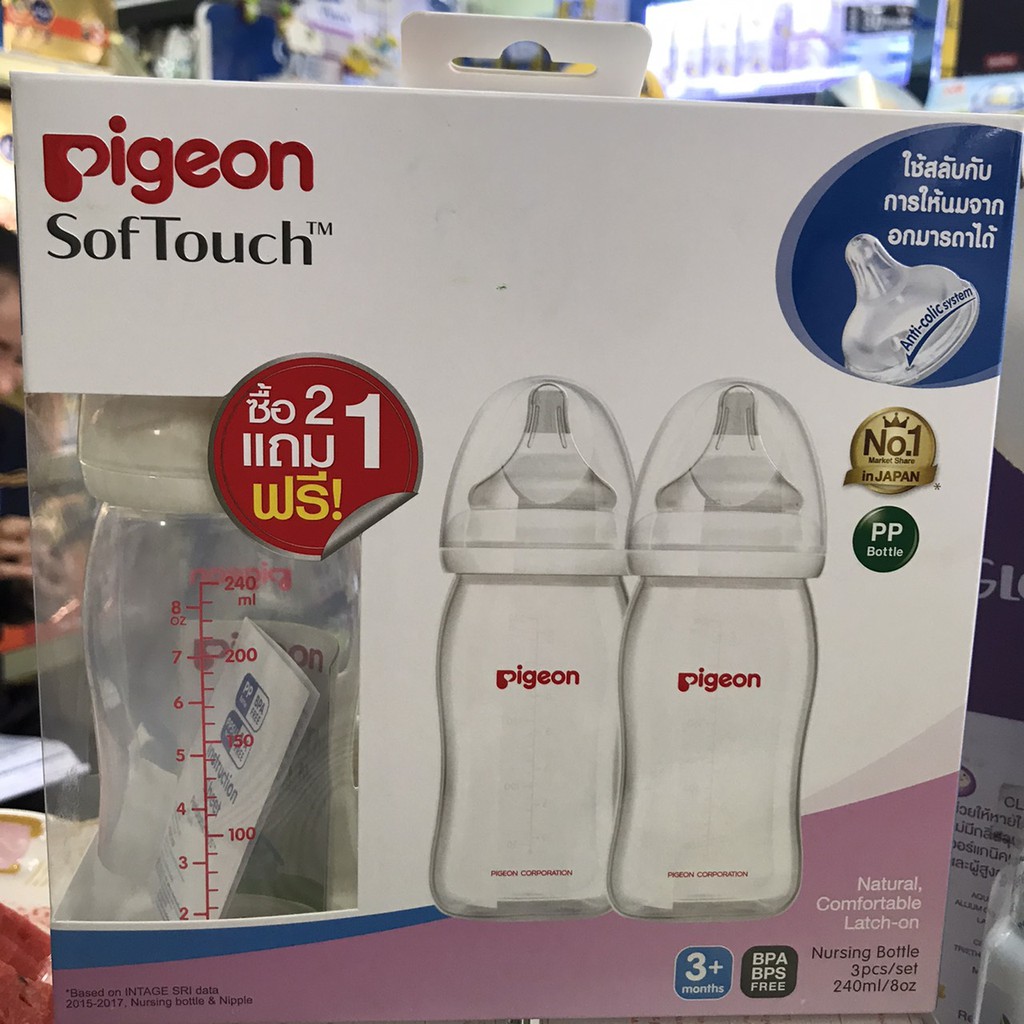 pigeon
SofTouch™
ใช้สลับกับ
การให้นมจาก
อกมารดาได้
Anti-colic system
ซื้อ 2
แถม 1
ฟรี!
No.1
Market Share
in JAPAN
*
PP
Bottle
240
ml
8
OZ
7
200
6
5
150
4
100
3
2
pigeon
pigeon
PIGEON CORPORATION
PIGEON CORPORATION
PP
BPA
FREE
Natural,
Comfortable
Latch-on
3+
months
BPA
BPS
FREE
Nursing Bottle
3pcs/set
240ml/8oz
*Based on INTAGE SRI data
2015-2017, Nursing bottle & Nipple